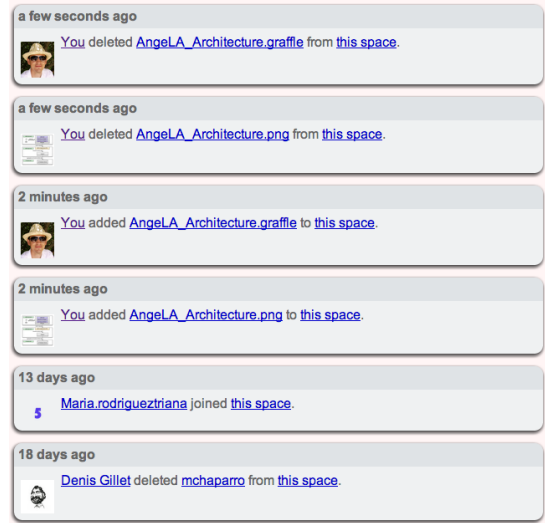 a few seconds ago
You deleted AngeLA_Architecture.graffle from this space.
a few seconds ago
You deleted AngeLA_Architecture.png from this space.
2 minutes ago
You added AngeLA_Architecture.graffle to this space.
2 minutes ago
You added AngeLA_Architecture.png to this space.
13 days ago
Maria.rodrigueztriana joined this space.
5
18 days ago
Denis Gillet deleted mchaparro from this space.